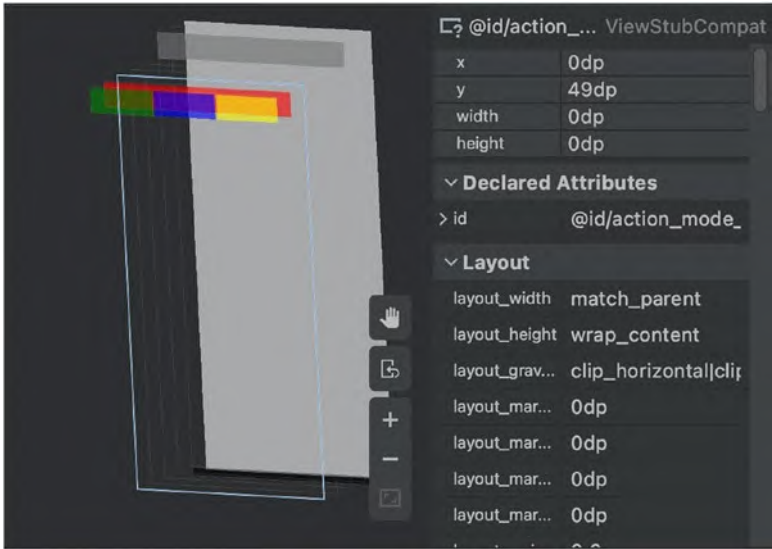 @id/action_... ViewStubCompat
x 0dp
y 49dp
width 0dp
height 0dp
Declared Attributes
id @id/action_mode_
Layout
layout_width match_parent
layout_height wrap_content
layout_grav... clip_horizontal|clip
layout_mar... 0dp
layout_mar... 0dp
layout_mar... 0dp
layout_mar... 0dp